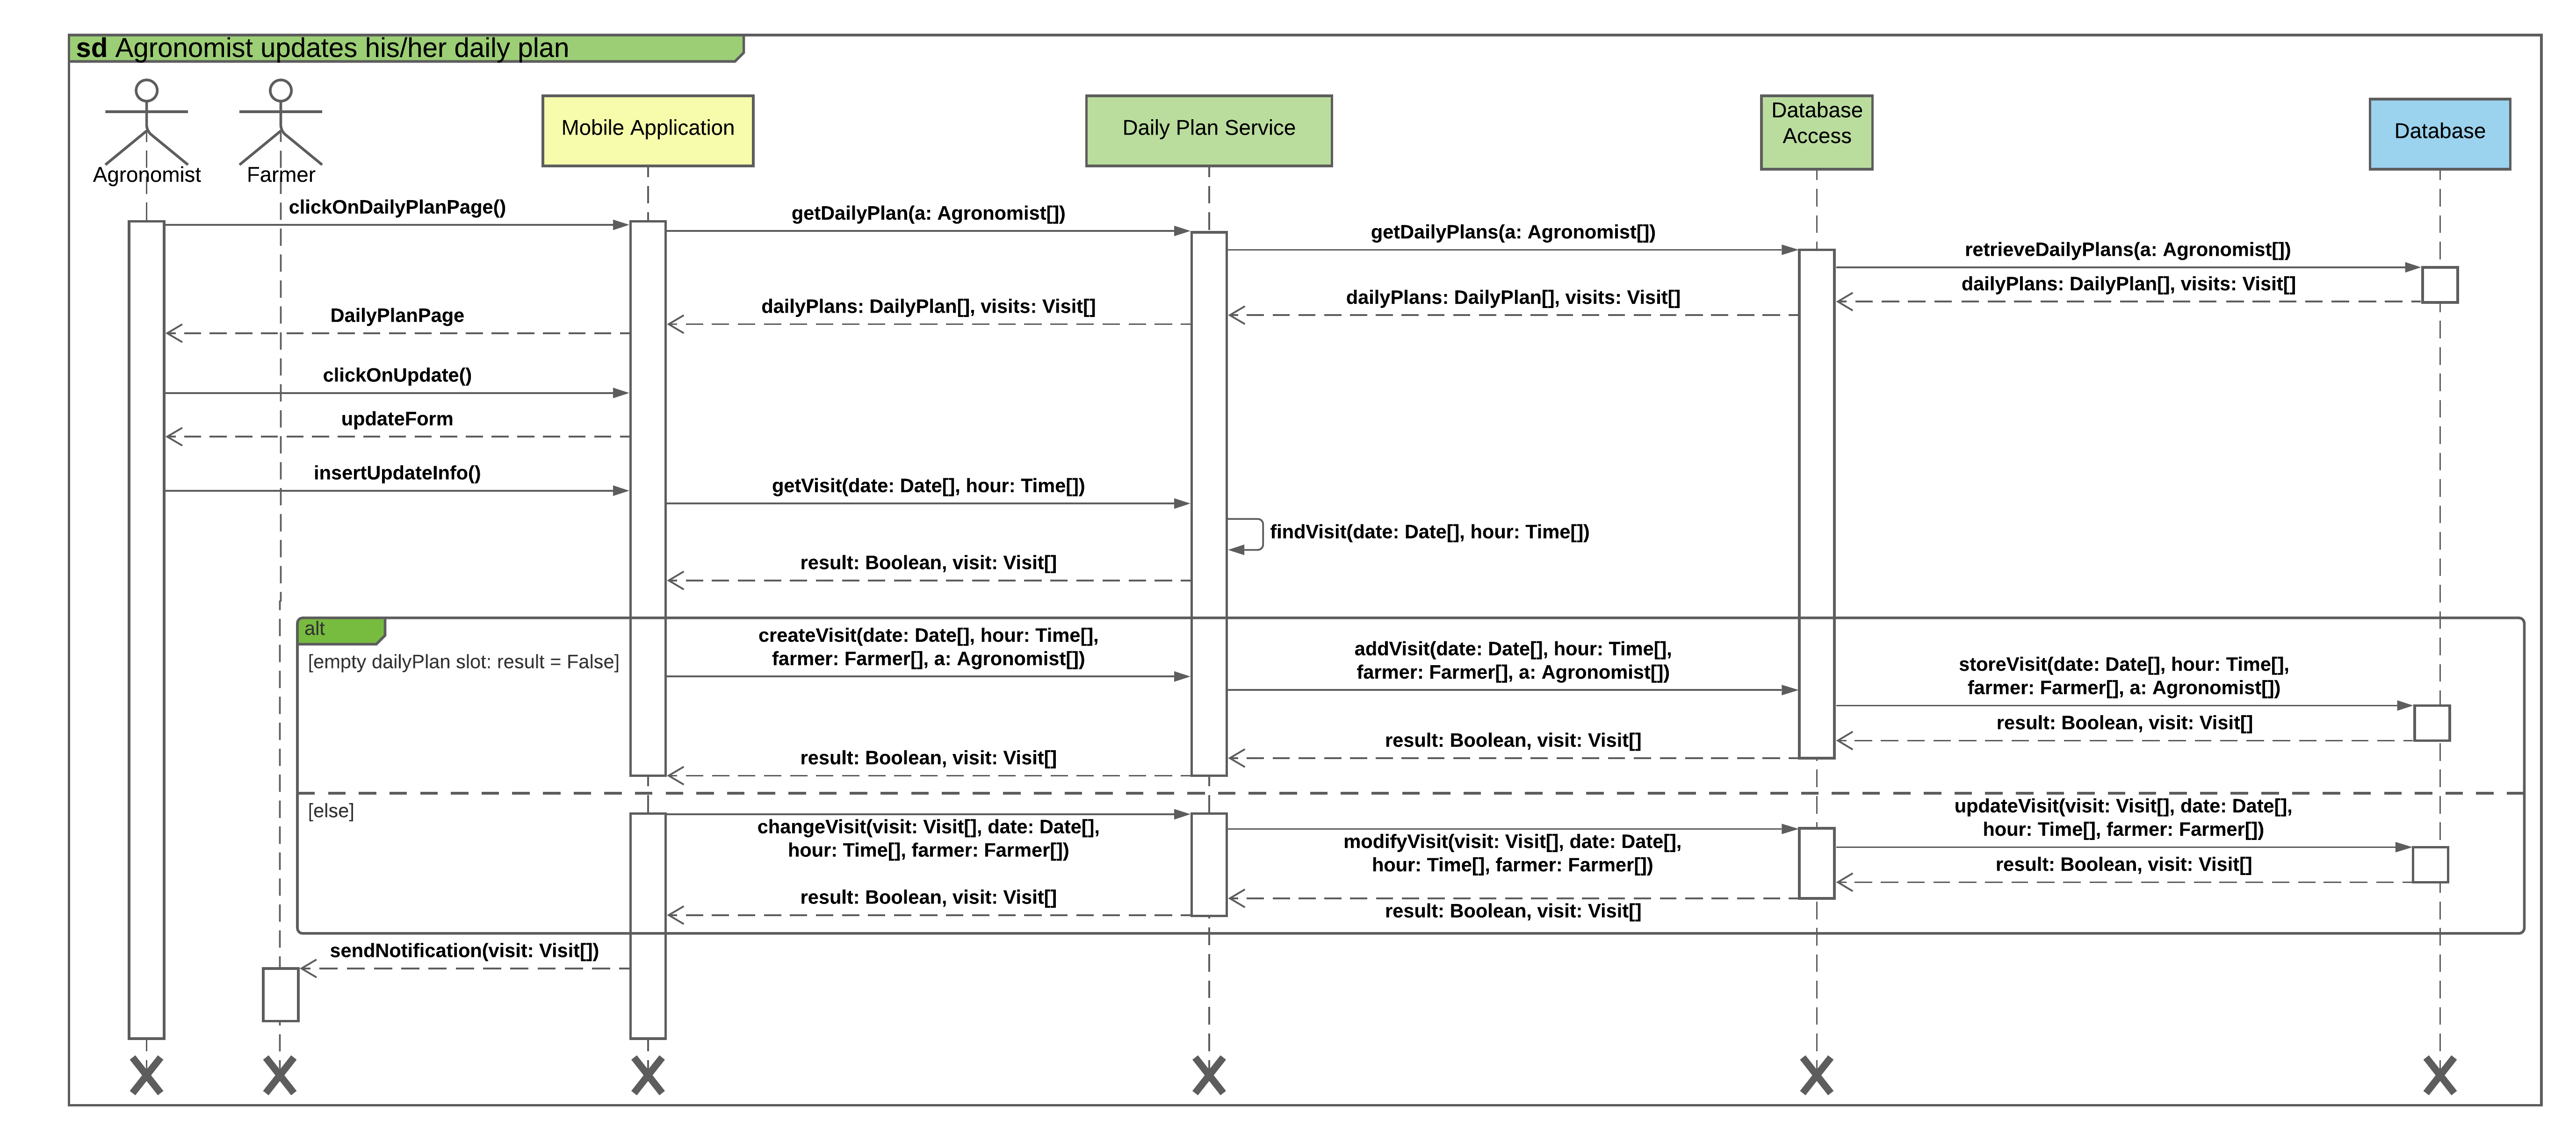 sd Agronomist updates his/her daily plan
Agronomist
Farmer
Mobile Application
Daily Plan Service
Database
Access
Database
clickOnDailyPlanPage()
getDailyPlan(a: Agronomist[])
getDailyPlans(a: Agronomist[])
retrieveDailyPlans(a: Agronomist[])
dailyPlans: DailyPlan[], visits: Visit[]
dailyPlans: DailyPlan[], visits: Visit[]
dailyPlans: DailyPlan[], visits: Visit[]
DailyPlanPage
clickOnUpdate()
updateForm
insertUpdateInfo()
getVisit(date: Date[], hour: Time[])
findVisit(date: Date[], hour: Time[])
result: Boolean, visit: Visit[]
alt
[empty dailyPlan slot: result = False]
createVisit(date: Date[], hour: Time[],
farmer: Farmer[], a: Agronomist[])
addVisit(date: Date[], hour: Time[],
farmer: Farmer[], a: Agronomist[])
storeVisit(date: Date[], hour: Time[],
farmer: Farmer[], a: Agronomist[])
result: Boolean, visit: Visit[]
result: Boolean, visit: Visit[]
result: Boolean, visit: Visit[]
[else]
changeVisit(visit: Visit[], date: Date[],
hour: Time[], farmer: Farmer[])
modifyVisit(visit: Visit[], date: Date[],
hour: Time[], farmer: Farmer[])
updateVisit(visit: Visit[], date: Date[],
hour: Time[], farmer: Farmer[])
result: Boolean, visit: Visit[]
result: Boolean, visit: Visit[]
result: Boolean, visit: Visit[]
sendNotification(visit: Visit[])